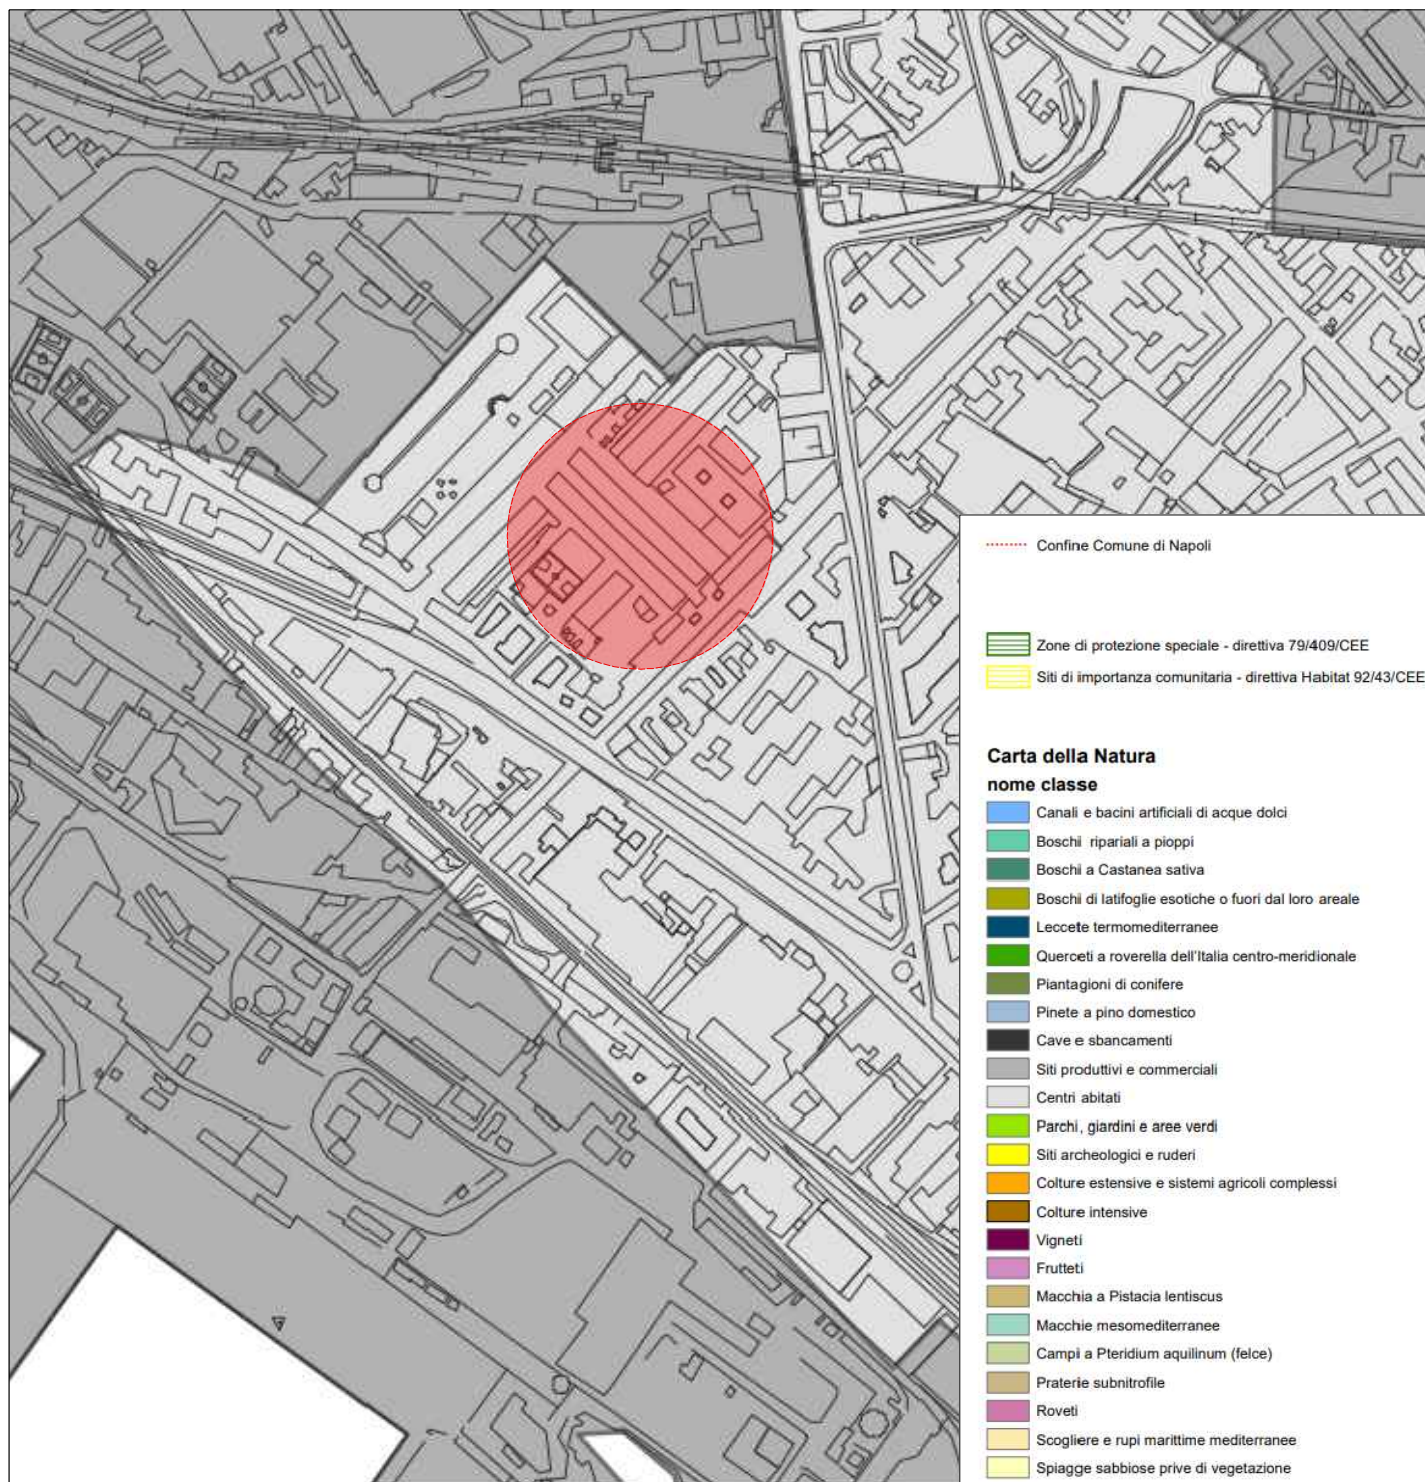 Confine Comune di Napoli
Zone di protezione speciale - direttiva 79/409/CEE
Siti di importanza comunitaria - direttiva Habitat 92/43/CEE
Carta della Natura
nome classe
Canali e bacini artificiali di acque dolci
Boschi ripariali a pioppi
Boschi a Castanea sativa
Boschi di latifoglie esotiche o fuori dal loro areale
Leccete termomediterranee
Querceti a roverella dell'Italia centro-meridionale
Piantagioni di conifere
Pinete a pino domestico
Cave e sbancamenti
Siti produttivi e commerciali
Centri abitati
Parchi, giardini e aree verdi
Siti archeologici e ruderi
Colture estensive e sistemi agricoli complessi
Colture intensive
Vigneti
Frutteti
Macchia a Pistacia lentiscus
Macchie mesomediterranee
Campi a Pteridium aquilinum (felce)
Praterie subnitrofile
Roveti
Scogliere e rupi marittime mediterranee
Spiagge sabbiose prive di vegetazione